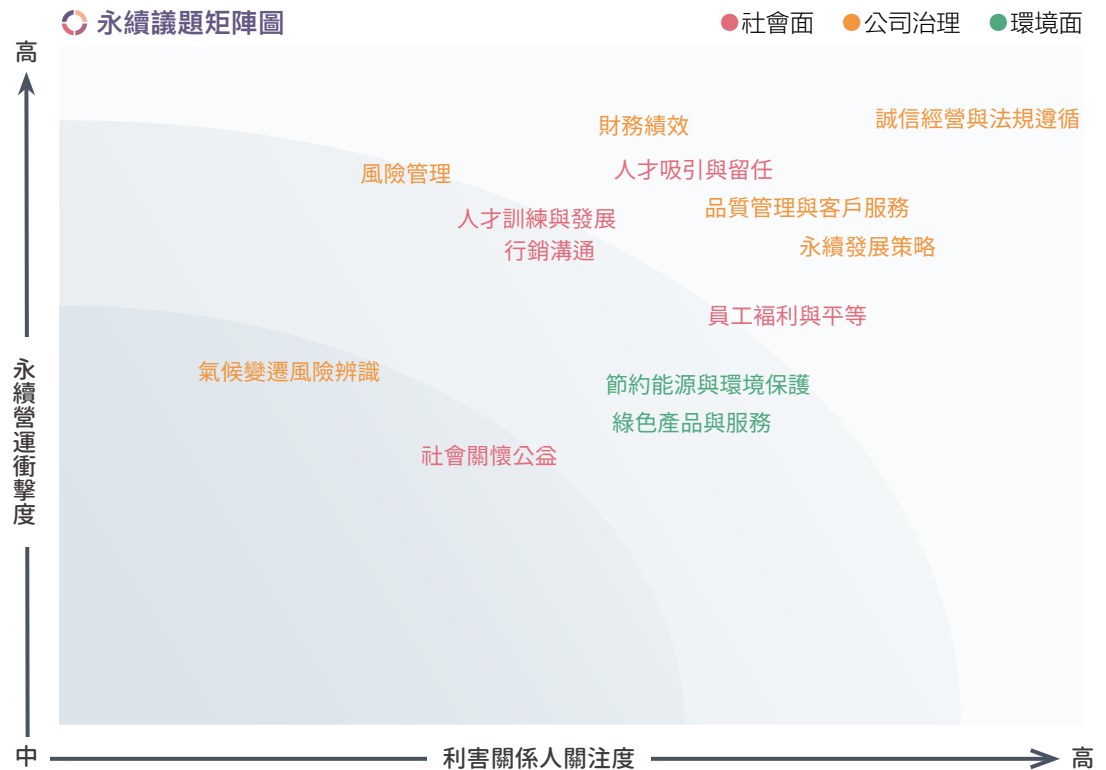 永續議題矩陣圖
社會面
公司治理
環境面
高
誠信經營與法規遵循
財務績效
人才吸引與留任
風險管理
品質管理與客戶服務
人才訓練與發展
永續發展策略
行銷溝通
員工福利與平等
氣候變遷風險辨識
節約能源與環境保護
綠色產品與服務
社會關懷公益
永續營運衝擊度
中
利害關係人關注度
高